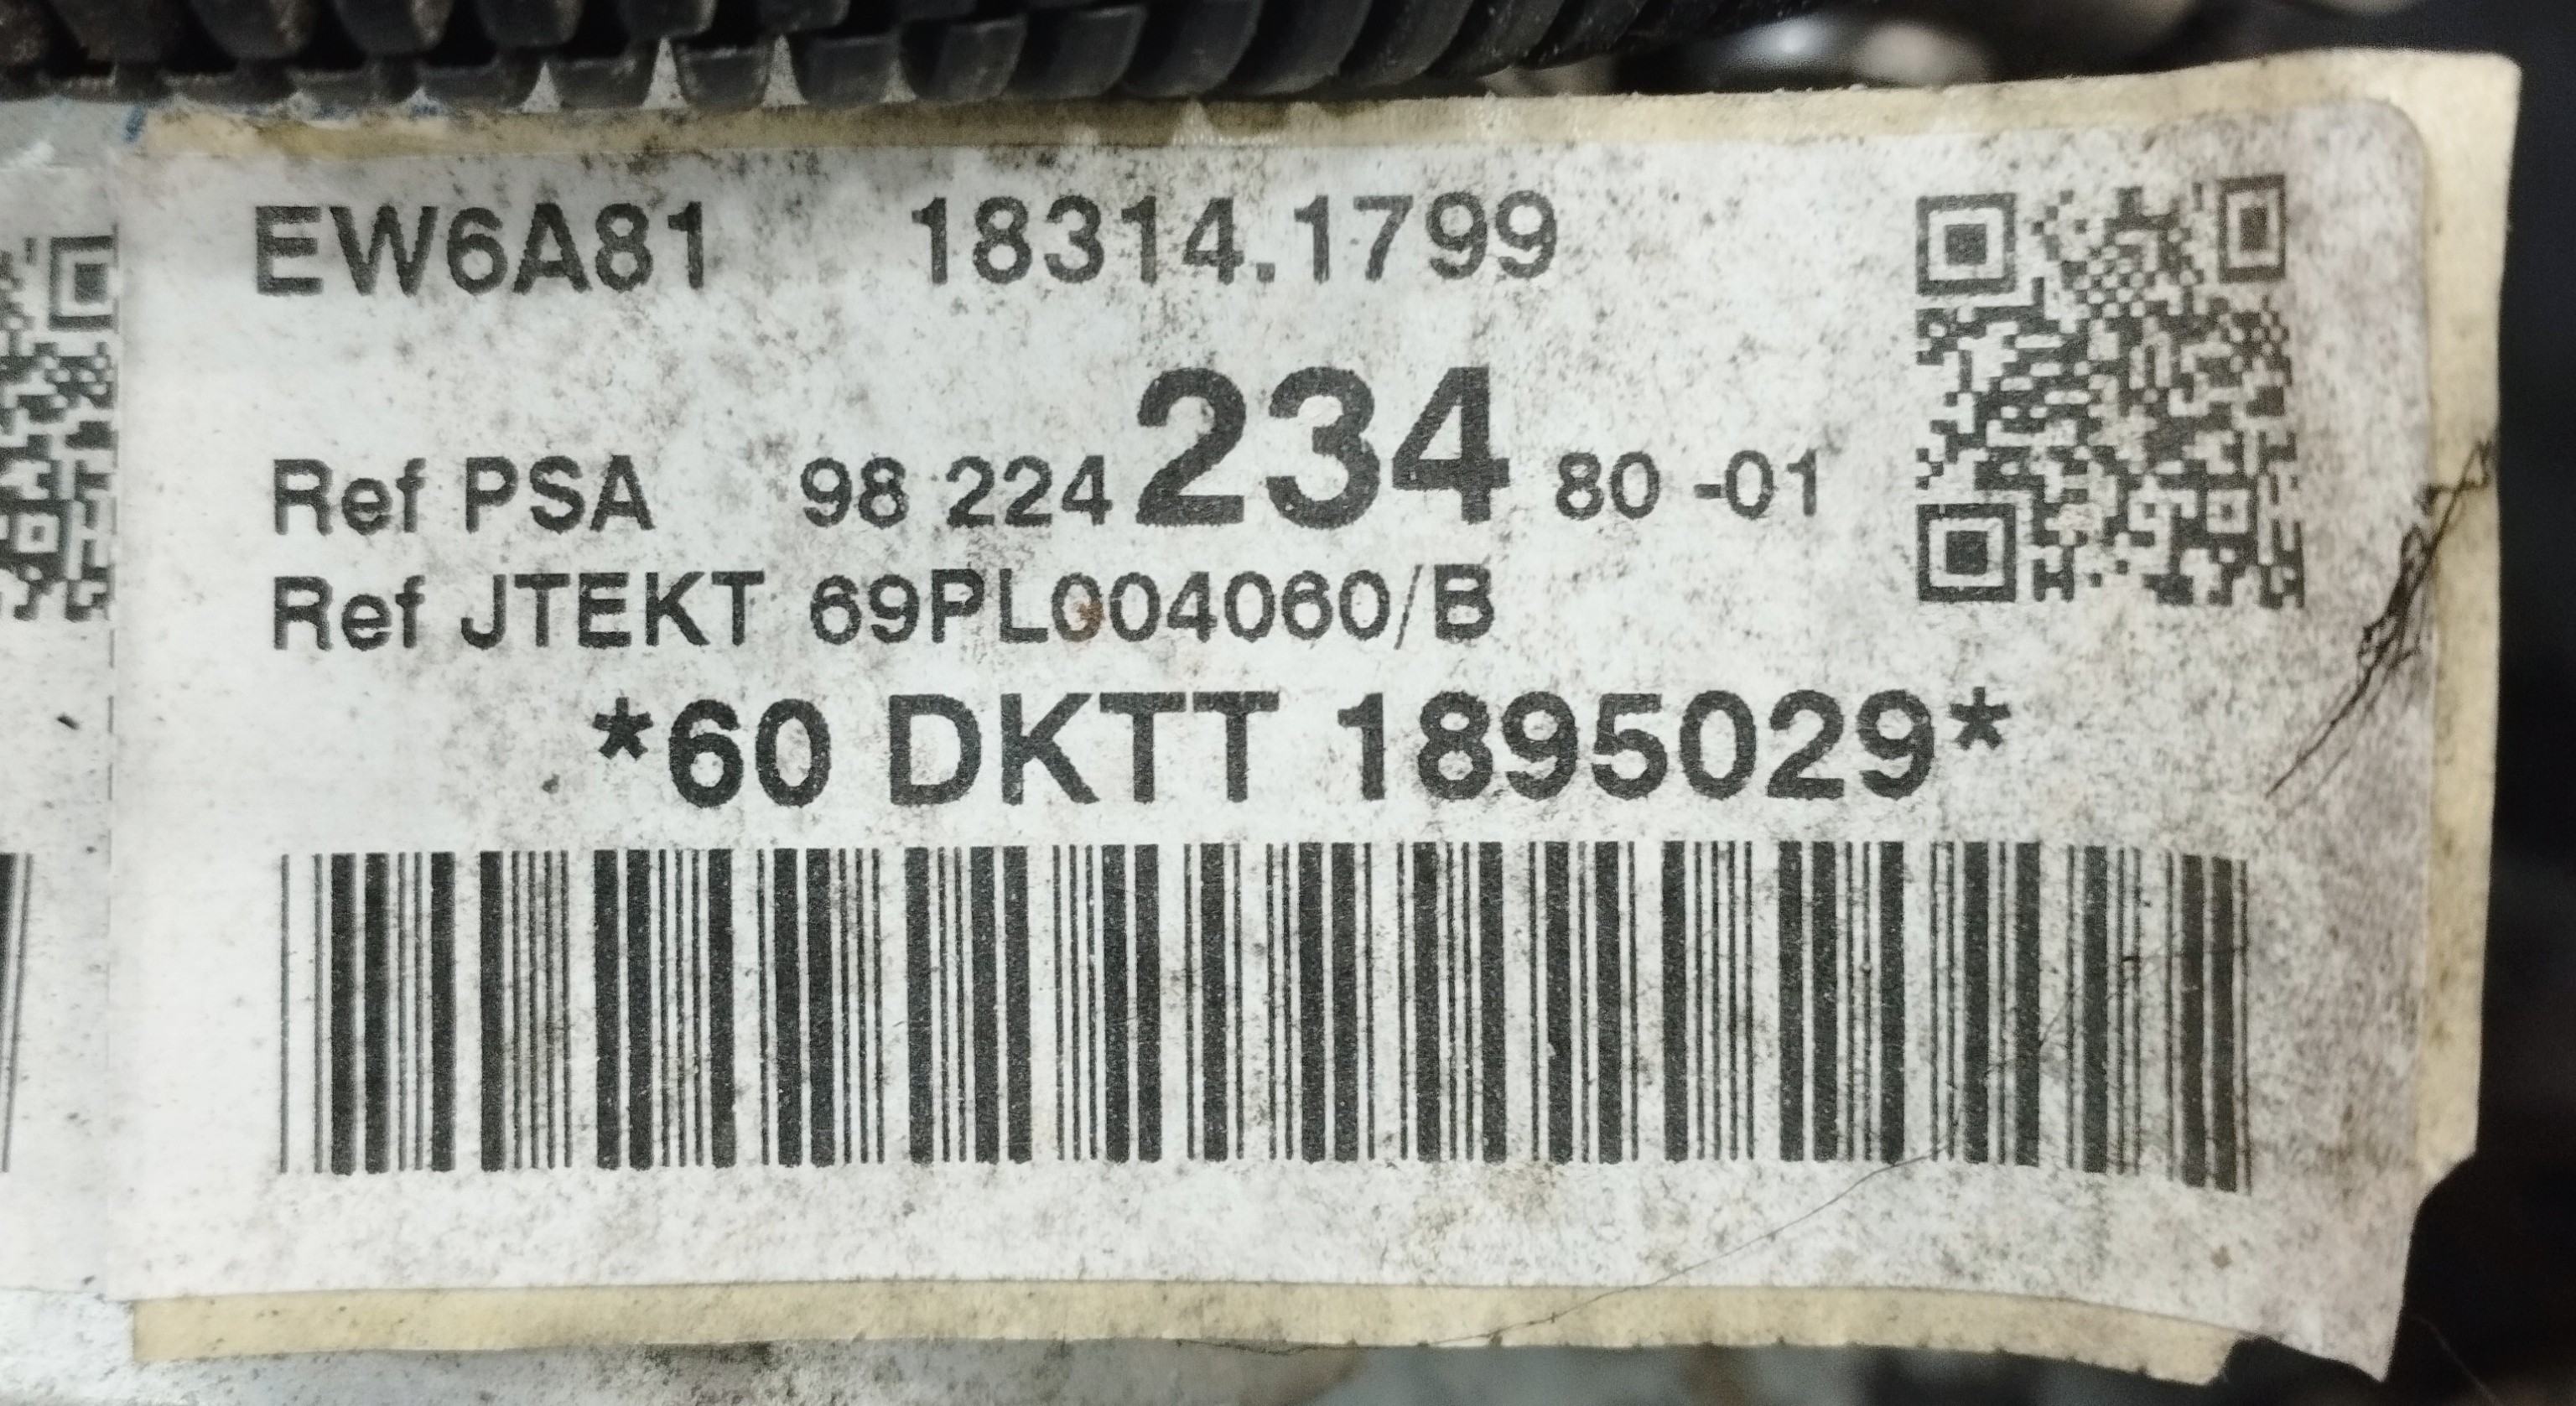 EW6A81 18314.1799
Ref PSA 98 224 234 80 -01
Ref JTEKT 69PL004060/B
*60 DKTT 1895029*